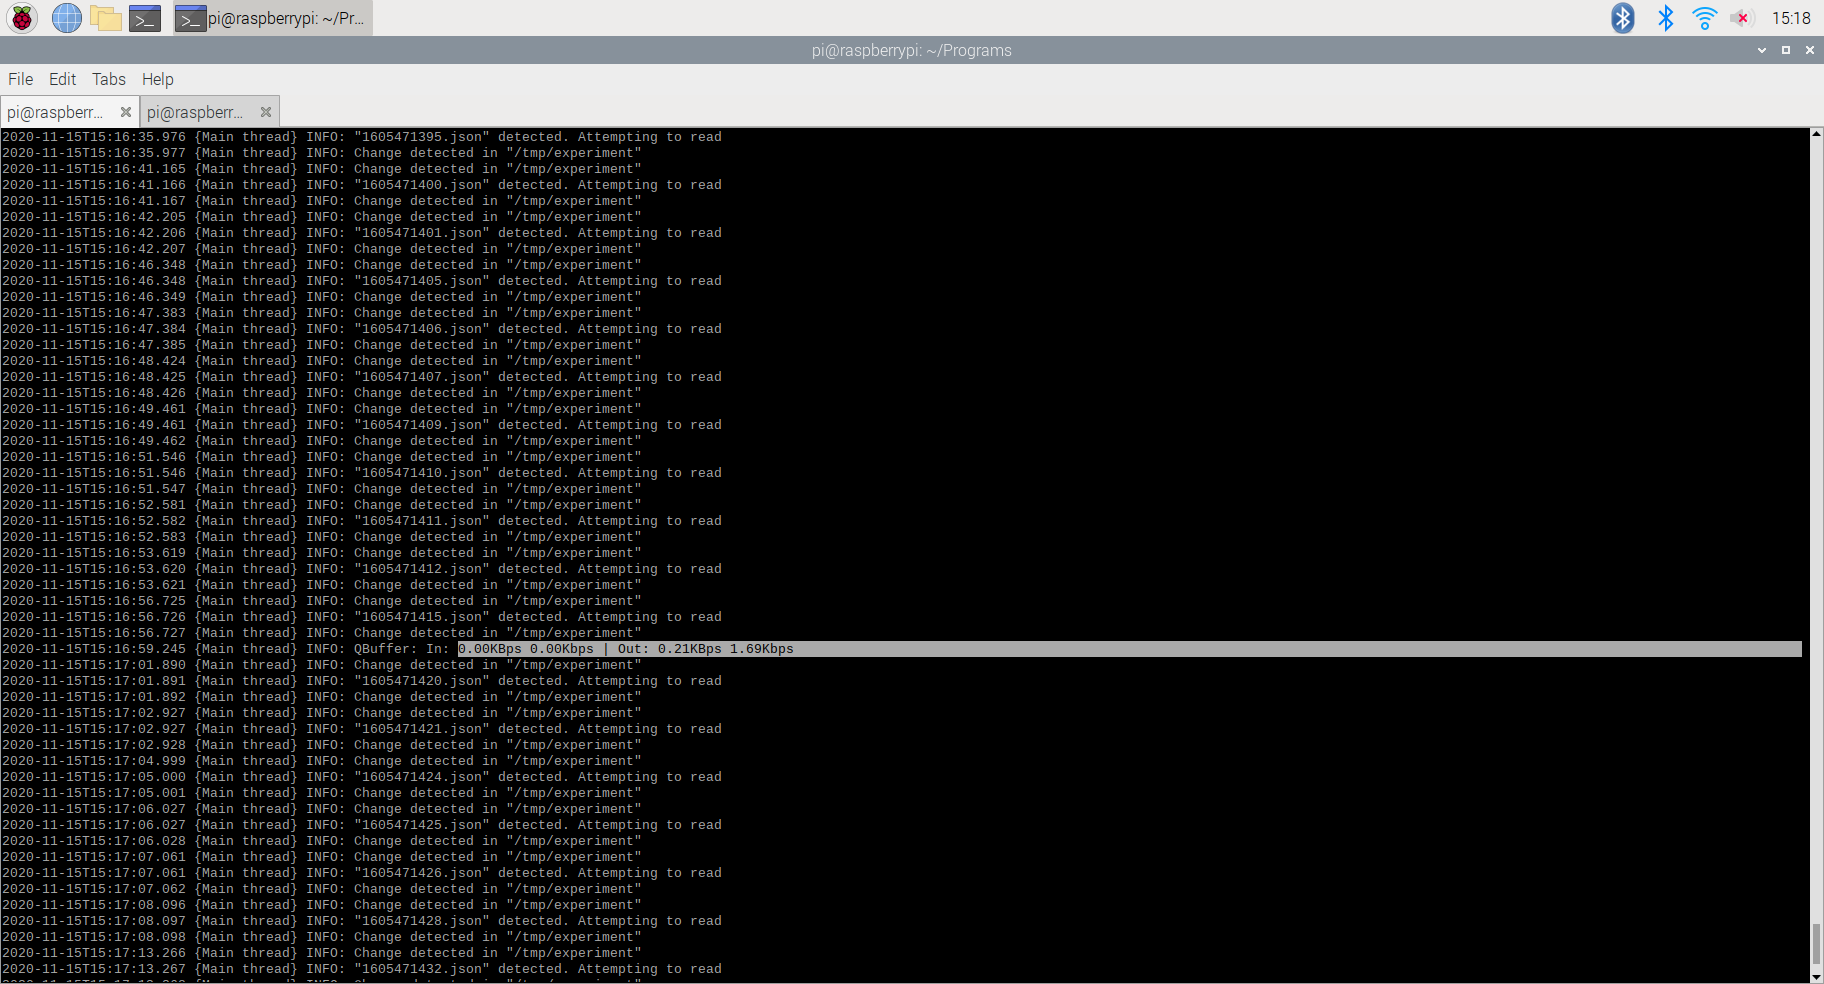 pi@raspberrypi: ~/Pr...
15:18
pi@raspberrypi: ~/Programs
File Edit Tabs Help
pi@raspberr... pi@raspberr...
2020-11-15T15:16:35.976 {Main thread} INFO: "1605471395.json" detected. Attempting to read
2020-11-15T15:16:35.977 {Main thread} INFO: Change detected in "/tmp/experiment"
2020-11-15T15:16:41.165 {Main thread} INFO: Change detected in "/tmp/experiment"
2020-11-15T15:16:41.166 {Main thread} INFO: "1605471400.json" detected. Attempting to read
2020-11-15T15:16:41.167 {Main thread} INFO: Change detected in "/tmp/experiment"
2020-11-15T15:16:42.205 {Main thread} INFO: Change detected in "/tmp/experiment"
2020-11-15T15:16:42.206 {Main thread} INFO: "1605471401.json" detected. Attempting to read
2020-11-15T15:16:42.207 {Main thread} INFO: Change detected in "/tmp/experiment"
2020-11-15T15:16:46.348 {Main thread} INFO: Change detected in "/tmp/experiment"
2020-11-15T15:16:46.348 {Main thread} INFO: "1605471405.json" detected. Attempting to read
2020-11-15T15:16:46.349 {Main thread} INFO: Change detected in "/tmp/experiment"
2020-11-15T15:16:47.383 {Main thread} INFO: Change detected in "/tmp/experiment"
2020-11-15T15:16:47.384 {Main thread} INFO: "1605471406.json" detected. Attempting to read
2020-11-15T15:16:47.385 {Main thread} INFO: Change detected in "/tmp/experiment"
2020-11-15T15:16:48.424 {Main thread} INFO: Change detected in "/tmp/experiment"
2020-11-15T15:16:48.425 {Main thread} INFO: "1605471407.json" detected. Attempting to read
2020-11-15T15:16:48.426 {Main thread} INFO: Change detected in "/tmp/experiment"
2020-11-15T15:16:49.461 {Main thread} INFO: Change detected in "/tmp/experiment"
2020-11-15T15:16:49.461 {Main thread} INFO: "1605471409.json" detected. Attempting to read
2020-11-15T15:16:49.462 {Main thread} INFO: Change detected in "/tmp/experiment"
2020-11-15T15:16:51.546 {Main thread} INFO: Change detected in "/tmp/experiment"
2020-11-15T15:16:51.546 {Main thread} INFO: "1605471410.json" detected. Attempting to read
2020-11-15T15:16:51.547 {Main thread} INFO: Change detected in "/tmp/experiment"
2020-11-15T15:16:52.581 {Main thread} INFO: Change detected in "/tmp/experiment"
2020-11-15T15:16:52.582 {Main thread} INFO: "1605471411.json" detected. Attempting to read
2020-11-15T15:16:52.583 {Main thread} INFO: Change detected in "/tmp/experiment"
2020-11-15T15:16:53.619 {Main thread} INFO: Change detected in "/tmp/experiment"
2020-11-15T15:16:53.620 {Main thread} INFO: "1605471412.json" detected. Attempting to read
2020-11-15T15:16:53.621 {Main thread} INFO: Change detected in "/tmp/experiment"
2020-11-15T15:16:56.725 {Main thread} INFO: Change detected in "/tmp/experiment"
2020-11-15T15:16:56.726 {Main thread} INFO: "1605471415.json" detected. Attempting to read
2020-11-15T15:16:56.727 {Main thread} INFO: Change detected in "/tmp/experiment"
2020-11-15T15:16:59.245 {Main thread} INFO: QBuffer: In: 0.00KBps 0.00Kbps | Out: 0.21KBps 1.69Kbps
2020-11-15T15:17:01.890 {Main thread} INFO: Change detected in "/tmp/experiment"
2020-11-15T15:17:01.891 {Main thread} INFO: "1605471420.json" detected. Attempting to read
2020-11-15T15:17:01.892 {Main thread} INFO: Change detected in "/tmp/experiment"
2020-11-15T15:17:02.927 {Main thread} INFO: Change detected in "/tmp/experiment"
2020-11-15T15:17:02.927 {Main thread} INFO: "1605471421.json" detected. Attempting to read
2020-11-15T15:17:02.928 {Main thread} INFO: Change detected in "/tmp/experiment"
2020-11-15T15:17:04.999 {Main thread} INFO: Change detected in "/tmp/experiment"
2020-11-15T15:17:05.000 {Main thread} INFO: "1605471424.json" detected. Attempting to read
2020-11-15T15:17:05.001 {Main thread} INFO: Change detected in "/tmp/experiment"
2020-11-15T15:17:06.027 {Main thread} INFO: Change detected in "/tmp/experiment"
2020-11-15T15:17:06.027 {Main thread} INFO: "1605471425.json" detected. Attempting to read
2020-11-15T15:17:06.028 {Main thread} INFO: Change detected in "/tmp/experiment"
2020-11-15T15:17:07.061 {Main thread} INFO: Change detected in "/tmp/experiment"
2020-11-15T15:17:07.061 {Main thread} INFO: "1605471426.json" detected. Attempting to read
2020-11-15T15:17:07.062 {Main thread} INFO: Change detected in "/tmp/experiment"
2020-11-15T15:17:08.096 {Main thread} INFO: Change detected in "/tmp/experiment"
2020-11-15T15:17:08.097 {Main thread} INFO: "1605471428.json" detected. Attempting to read
2020-11-15T15:17:08.098 {Main thread} INFO: Change detected in "/tmp/experiment"
2020-11-15T15:17:13.266 {Main thread} INFO: Change detected in "/tmp/experiment"
2020-11-15T15:17:13.267 {Main thread} INFO: "1605471432.json" detected. Attempting to read